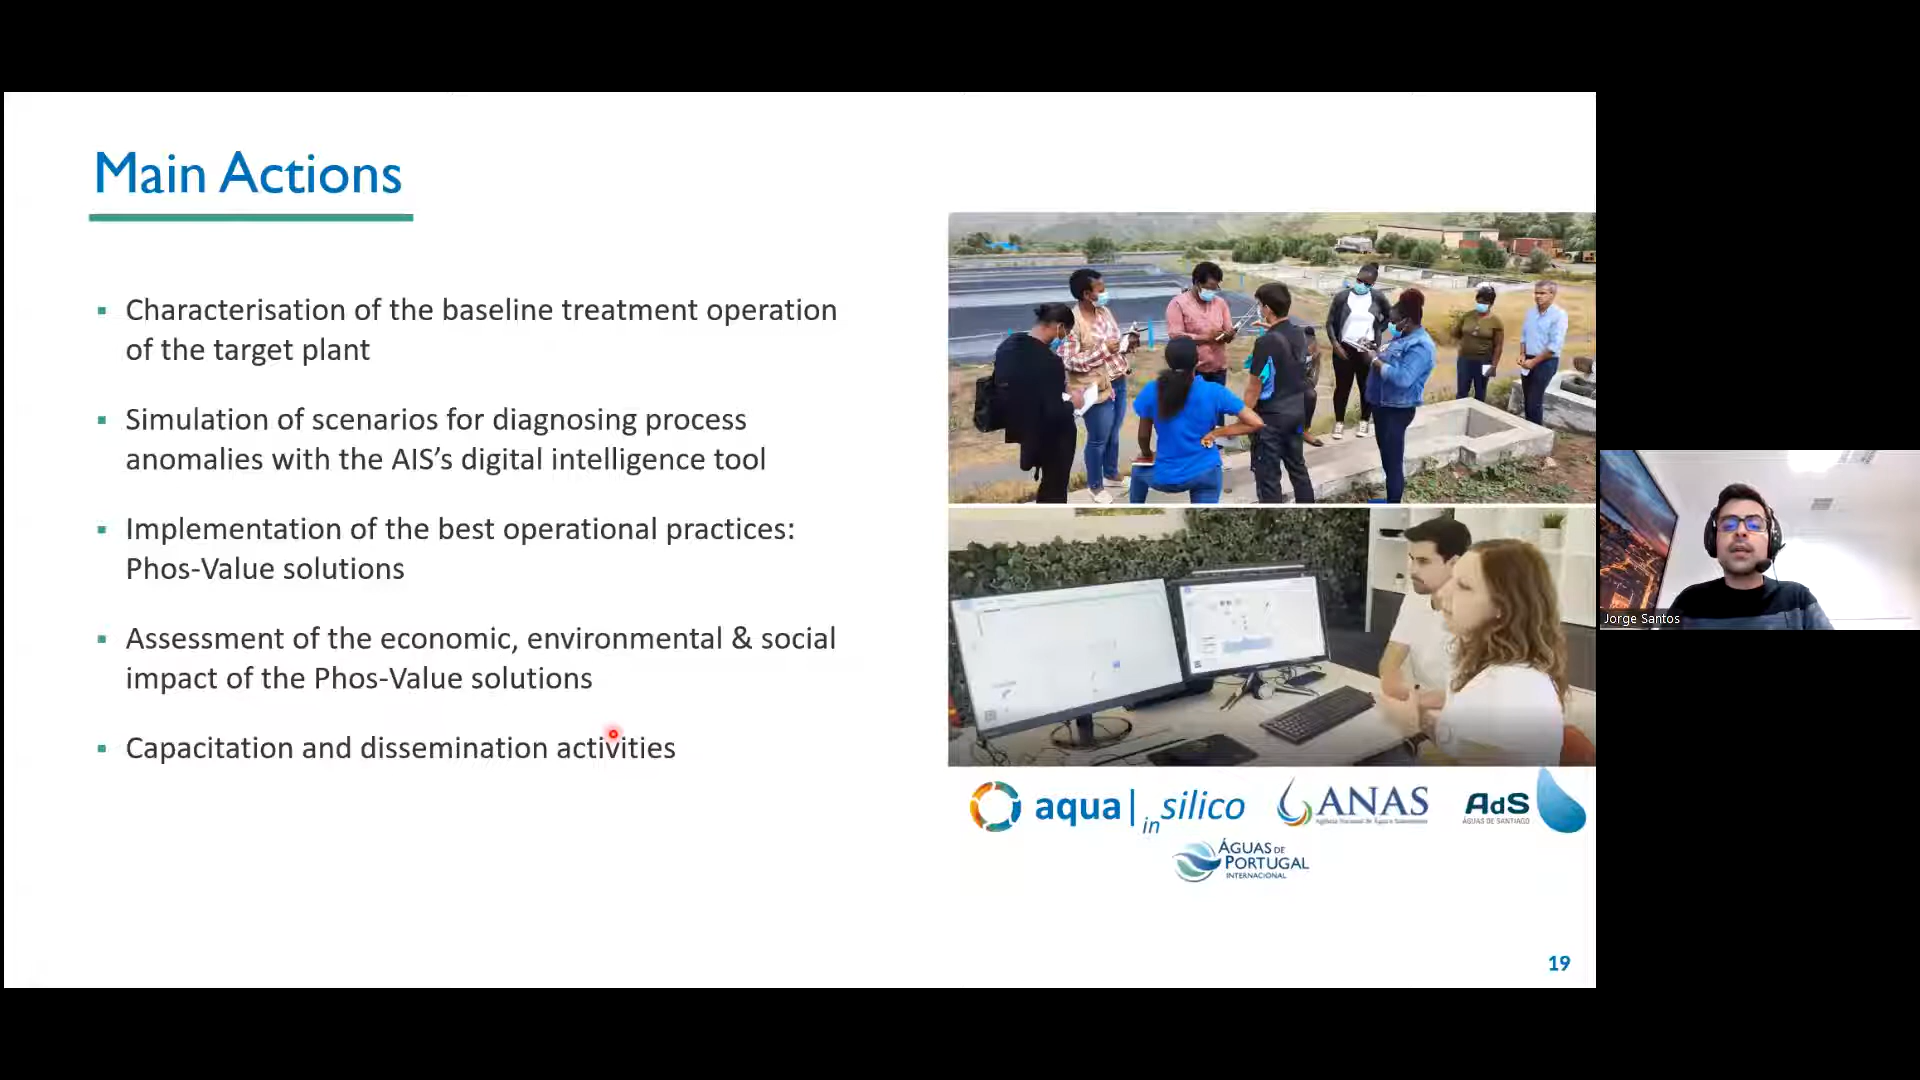 Main Actions
Characterisation of the baseline treatment operation
of the target plant
Simulation of scenarios for diagnosing process
anomalies with the AIS’s digital intelligence tool
Implementation of the best operational practices:
Phos-Value solutions
Assessment of the economic, environmental & social
impact of the Phos-Value solutions
Capacitation and dissemination activities
aqua|in silico
ANAS
Agência Nacional de Água e Saneamento
AdS
ÁGUAS DE SANTIAGO
ÁGUAS DE
PORTUGAL
INTERNACIONAL
19
Jorge Santos